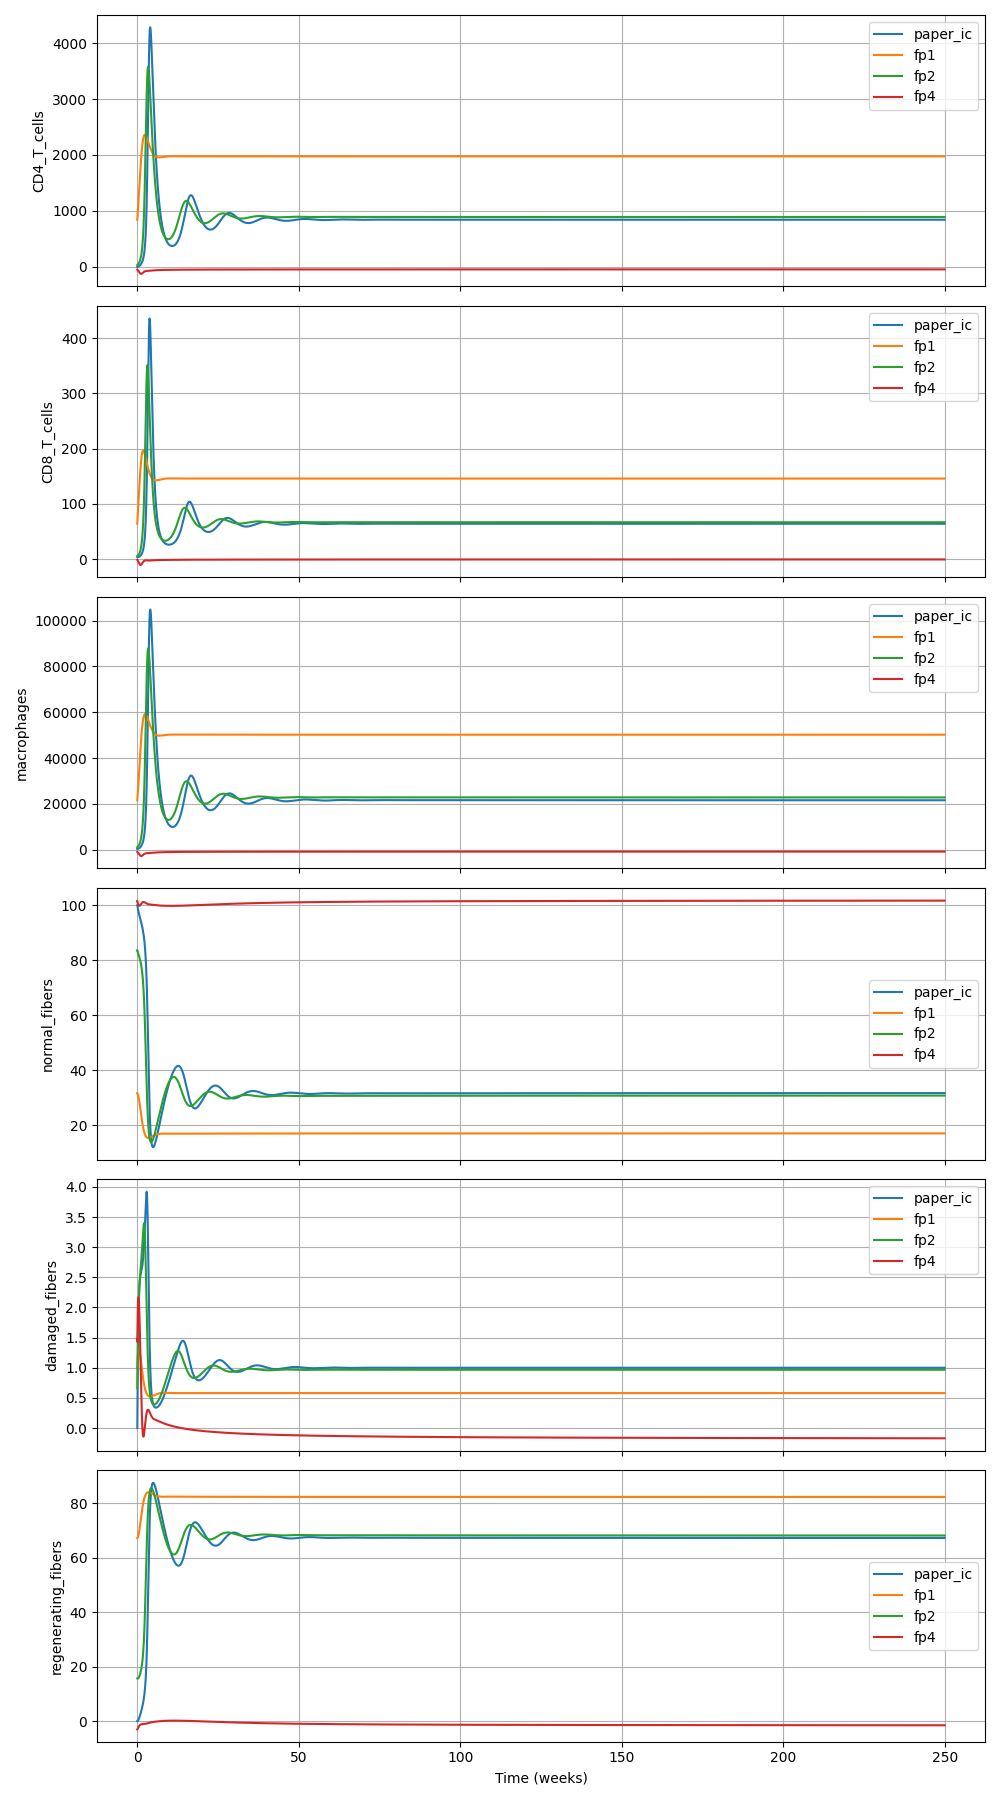 CD4_T_cells
4000
3000
2000
1000
0
paper_ic
fp1
fp2
fp4
CD8_T_cells
400
300
200
100
0
paper_ic
fp1
fp2
fp4
macrophages
100000
80000
60000
40000
20000
0
paper_ic
fp1
fp2
fp4
normal_fibers
100
80
60
40
20
paper_ic
fp1
fp2
fp4
damaged_fibers
4.0
3.5
3.0
2.5
2.0
1.5
1.0
0.5
0.0
paper_ic
fp1
fp2
fp4
regenerating_fibers
80
60
40
20
0
paper_ic
fp1
fp2
fp4
0 50 100 150 200 250
Time (weeks)